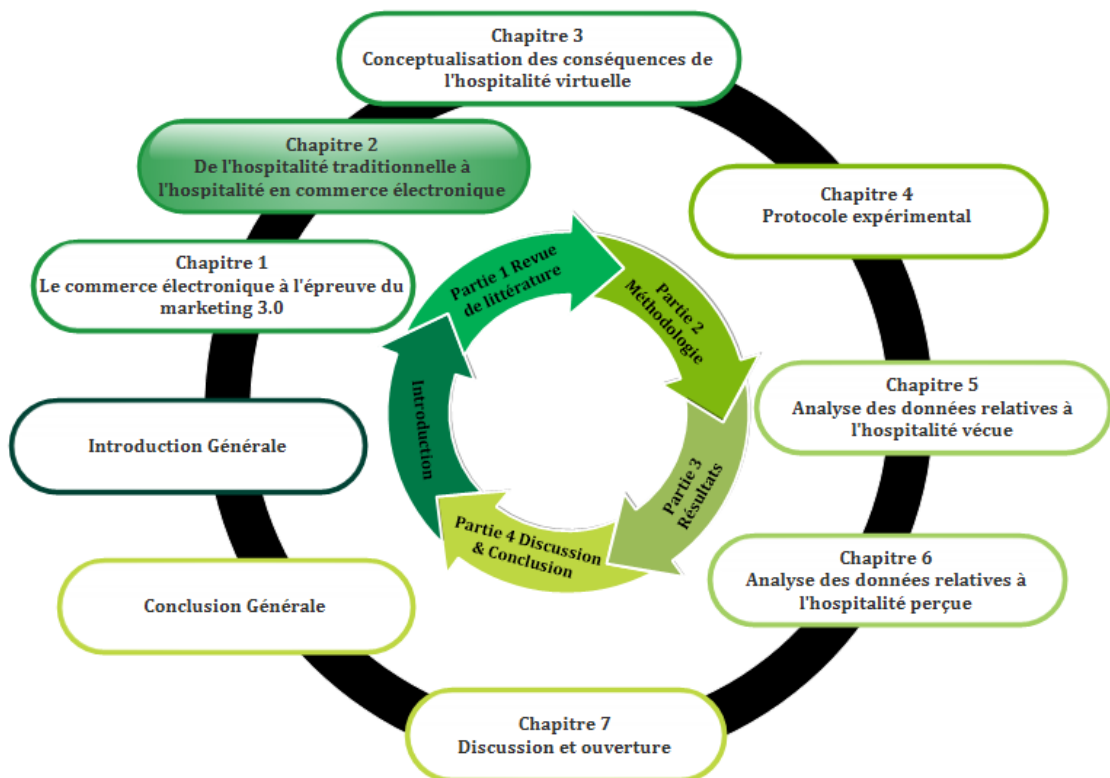 Chapitre 3
Conceptualisation des conséquences de
l'hospitalité virtuelle
Chapitre 2
De l'hospitalité traditionnelle à
l'hospitalité en commerce électronique
Chapitre 4
Protocole expérimental
Chapitre 1
Le commerce électronique à l'épreuve du
marketing 3.0
Partie 1 Revue
de littérature
Partie 2
Méthodologie
Introduction
Partie 3
Résultats
Partie 4 Discussion
& Conclusion
Chapitre 5
Analyse des données relatives à
l'hospitalité vécue
Introduction Générale
Chapitre 6
Analyse des données relatives à
l'hospitalité perçue
Conclusion Générale
Chapitre 7
Discussion et ouverture